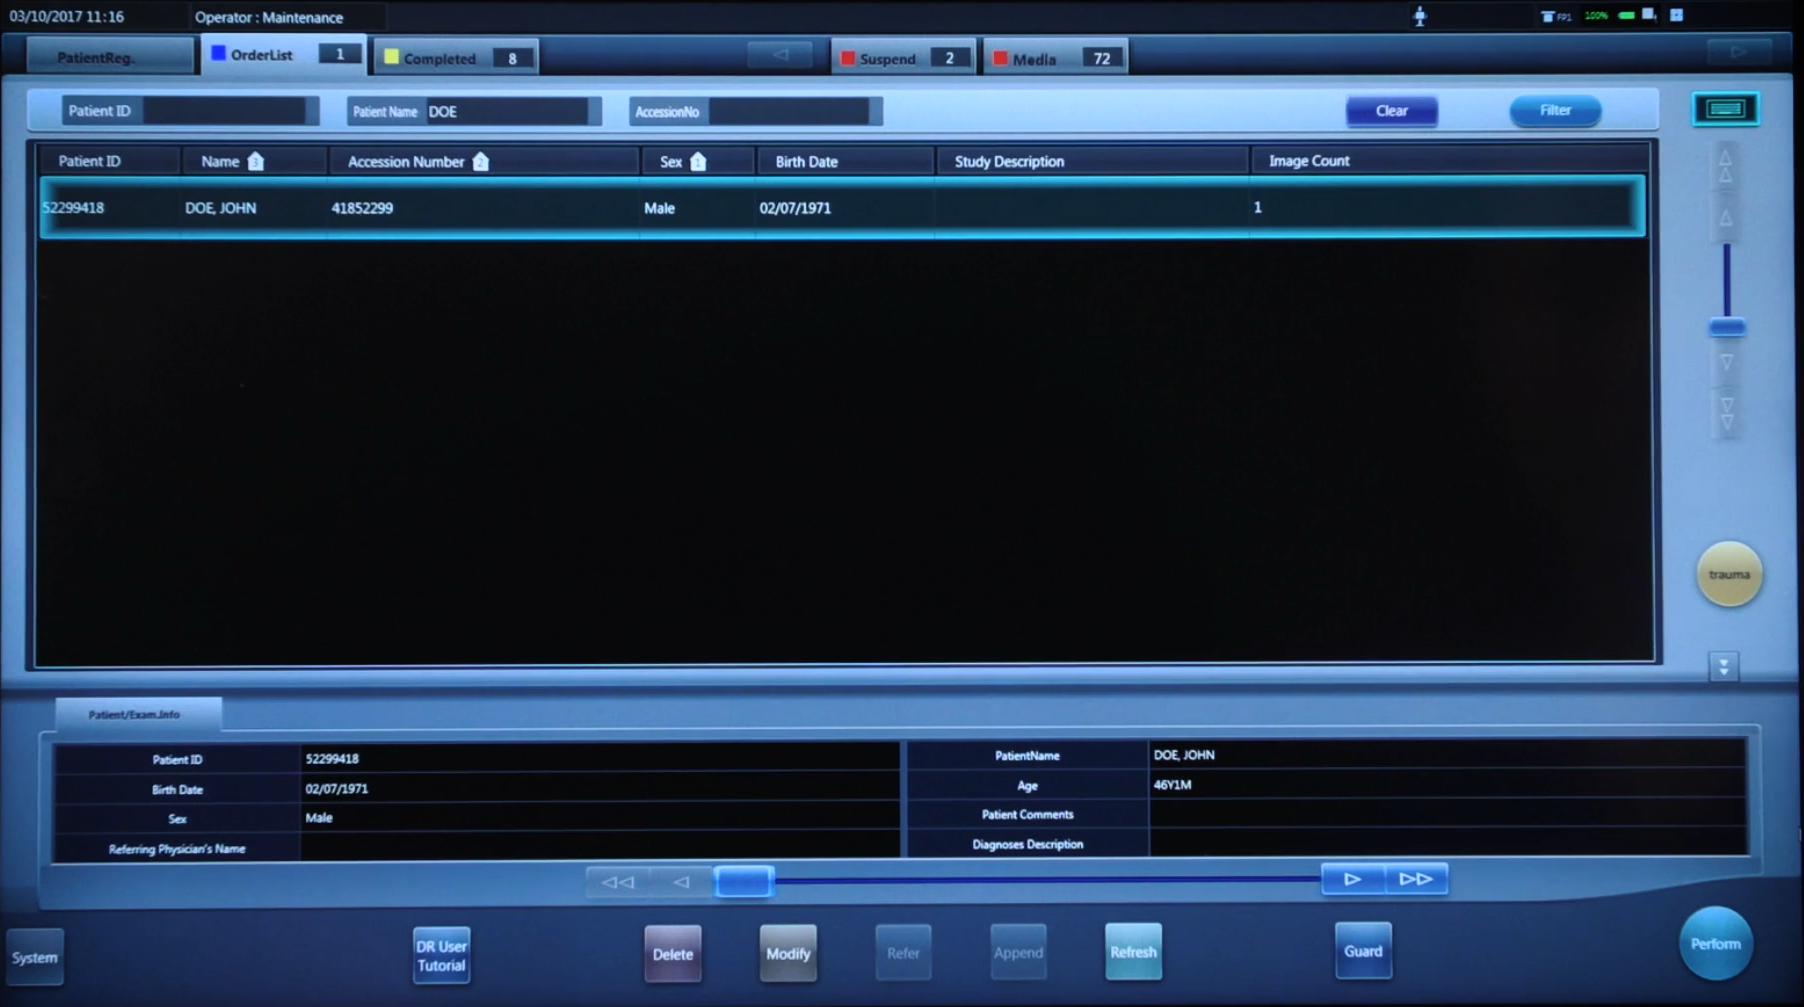 03/10/2017 11:16 Operator : Maintenance FP1 100%
PatientReg. OrderList 1 Completed 8 Suspend 2 Media 72
Patient ID Patient Name DOE AccessionNo Clear Filter
Patient ID Name 3 Accession Number 2 Sex 1 Birth Date Study Description Image Count
52299418 DOE, JOHN 41852299 Male 02/07/1971 1
trauma
Patient/Exam.Info
Patient ID 52299418 PatientName DOE, JOHN
Birth Date 02/07/1971 Age 46Y1M
Sex Male Patient Comments
Referring Physician's Name Diagnoses Description
System
DR User
Tutorial
Delete Modify Refer Append Refresh Guard Perform